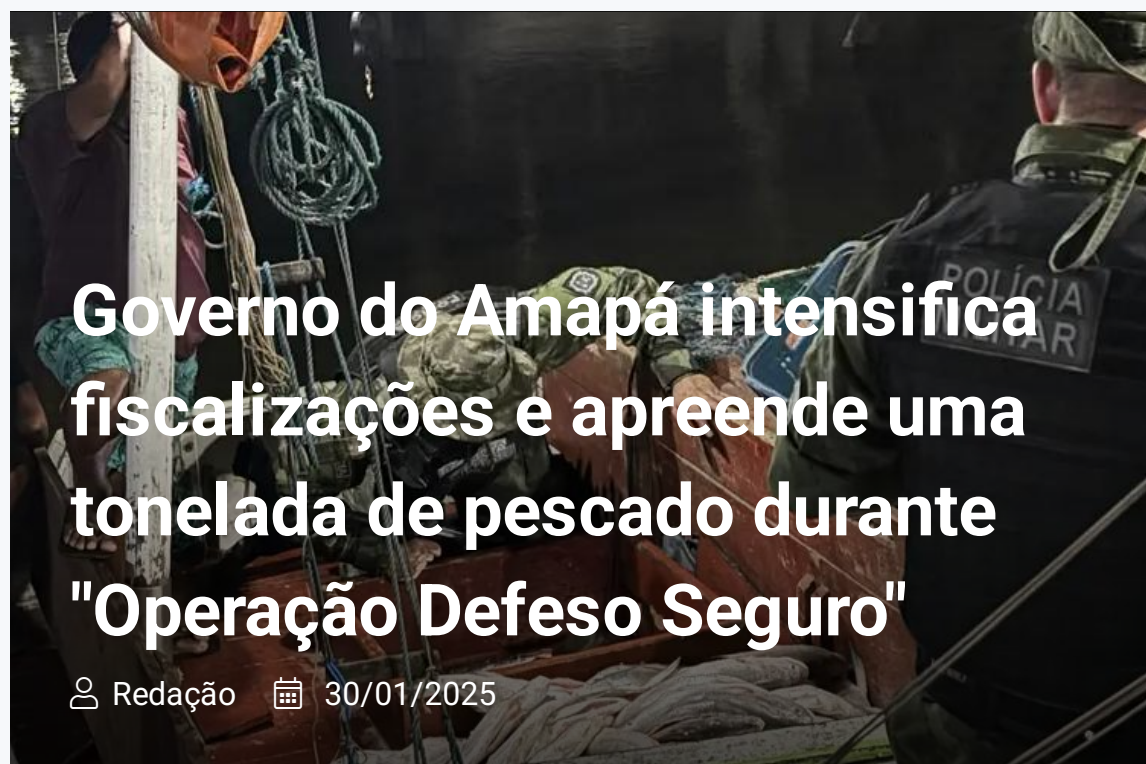 POLÍCIA
MILITAR
Governo do Amapá intensifica
fiscalizações e apreende uma
tonelada de pescado durante
"Operação Defeso Seguro"
Redação 30/01/2025